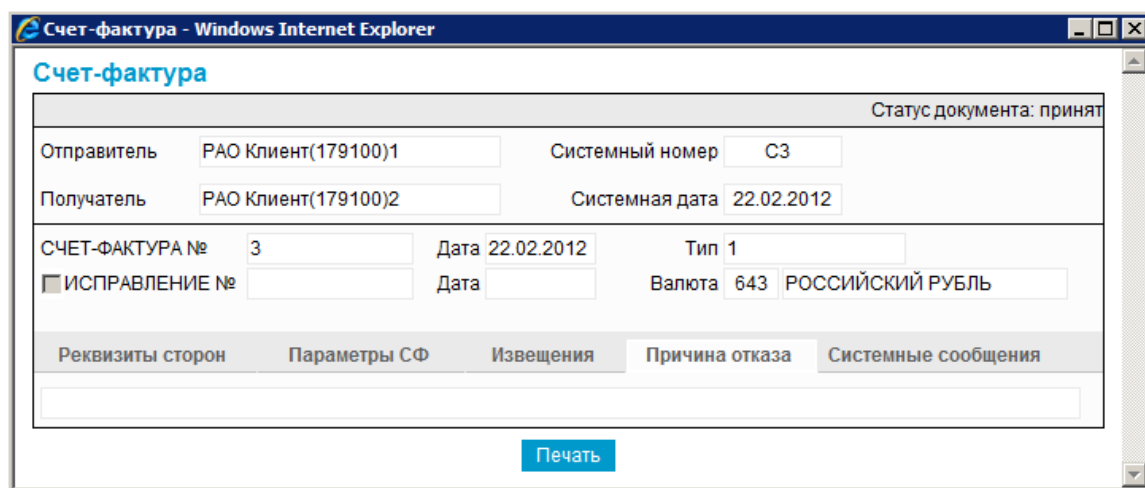 Счет-фактура - Windows Internet Explorer
Счет-фактура
Статус документа: принят
Отправитель РАО Клиент(179100)1 Системный номер С3
Получатель РАО Клиент(179100)2 Системная дата 22.02.2012
СЧЕТ-ФАКТУРА № 3 Дата 22.02.2012 Тип 1
ИСПРАВЛЕНИЕ № Дата Валюта 643 РОССИЙСКИЙ РУБЛЬ
Реквизиты сторон Параметры СФ Извещения Причина отказа Системные сообщения
Печать